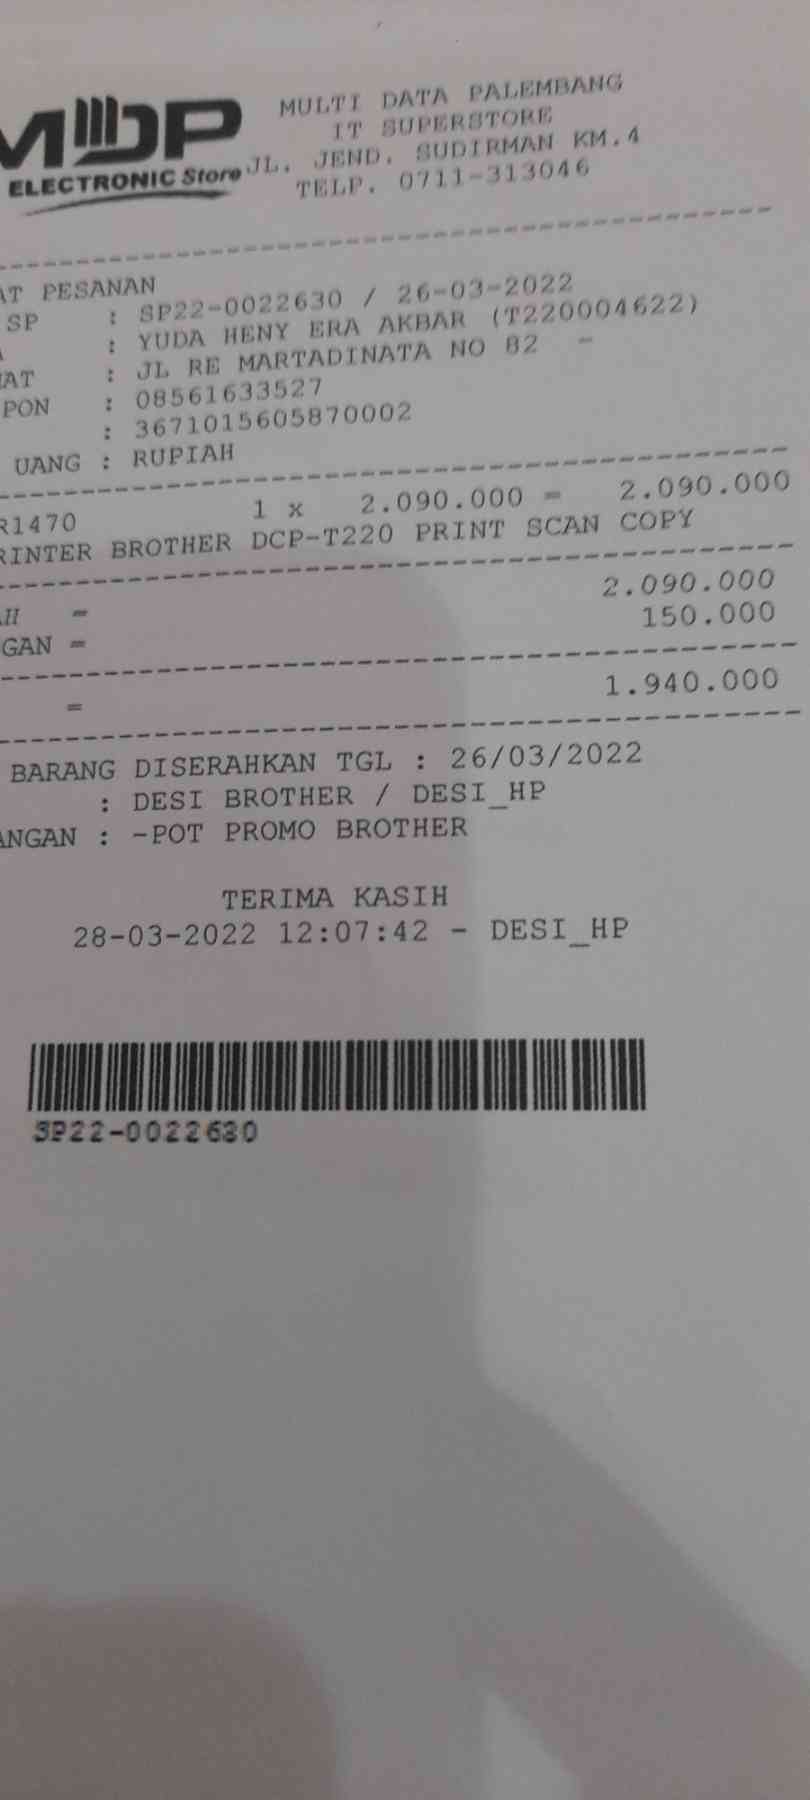 MDP
ELECTRONIC Store
MULTI DATA PALEMBANG
IT SUPERSTORE
JL. JEND. SUDIRMAN KM.4
TELP. 0711-313046
AT PESANAN
SP : SP22-0022630 / 26-03-2022
A : YUDA HENY ERA AKBAR (T220004622)
MAT : JL RE MARTADINATA NO 82 -
PON : 08561633527
: 3671015605870002
UANG : RUPIAH
R1470 1 x 2.090.000 = 2.090.000
RINTER BROTHER DCP-T220 PRINT SCAN COPY
AH = 2.090.000
GAN = 150.000
= 1.940.000
BARANG DISERAHKAN TGL : 26/03/2022
: DESI BROTHER / DESI_HP
ANGAN : -POT PROMO BROTHER
TERIMA KASIH
28-03-2022 12:07:42 - DESI_HP
SP22-0022630